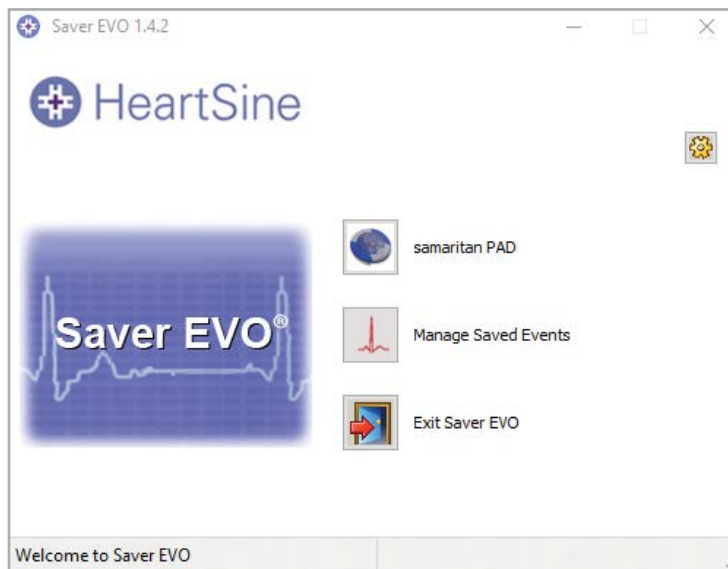 Saver EVO 1.4.2
HeartSine
samaritan PAD
Saver EVO®
Manage Saved Events
Exit Saver EVO
Welcome to Saver EVO